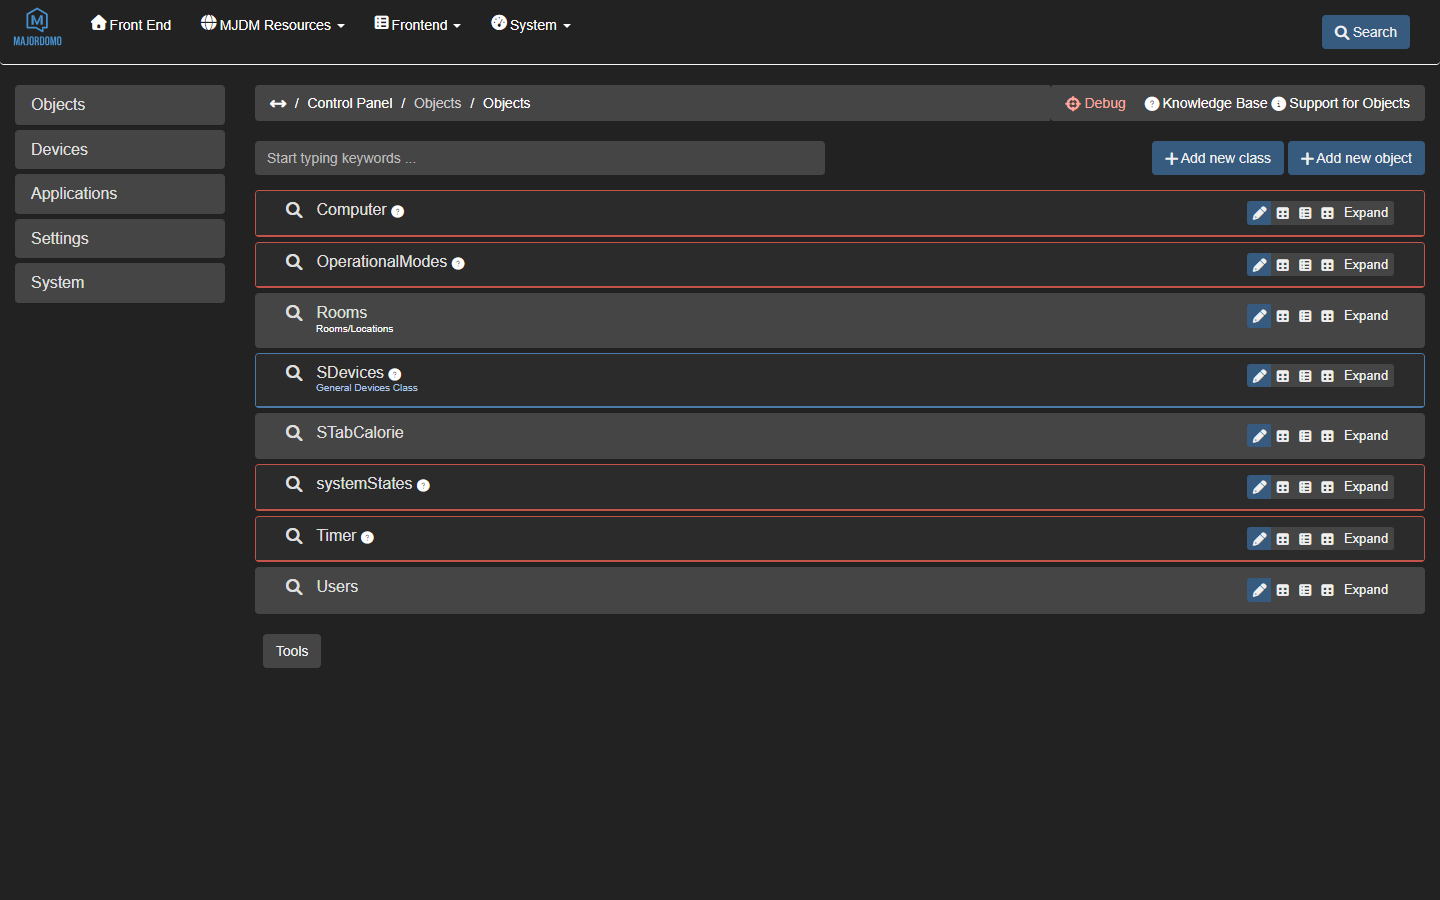 MAJORDOMO
Front End
MJDM Resources
Frontend
System
Search
Objects
Devices
Applications
Settings
System
/ Control Panel / Objects / Objects
Debug
Knowledge Base
Support for Objects
Start typing keywords ...
Add new class
Add new object
Computer
Expand
OperationalModes
Expand
Rooms
Rooms/Locations
Expand
SDevices
General Devices Class
Expand
STabCalorie
Expand
systemStates
Expand
Timer
Expand
Users
Expand
Tools